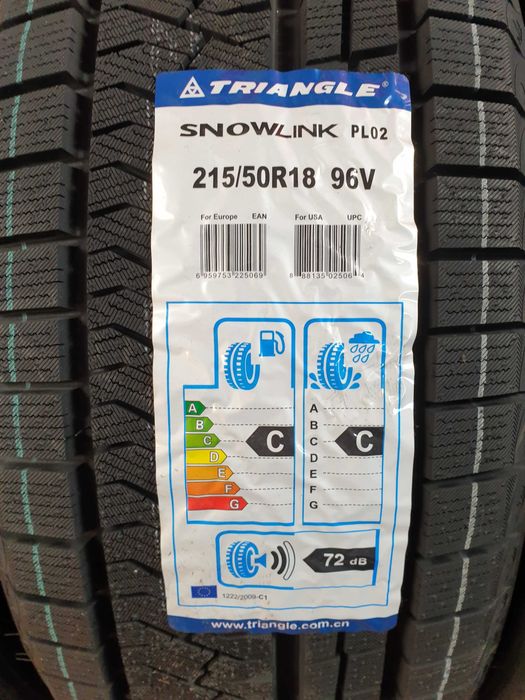 TRIANGLE®
SNOWLINK PL02
215/50R18 96V
For Europe EAN For USA UPC
6 959753 225069 8 88135 02506 4
A A
B B
C C C C
D D
E E
F F
G G
72 dB
1222/2009-C1
www.triangle.com.cn